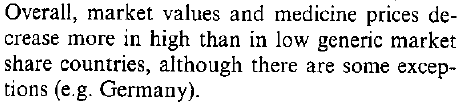 Overall, market values and medicine prices de-
crease more in high than in low generic market
share countries, although there are some excep-
tions (e.g. Germany).